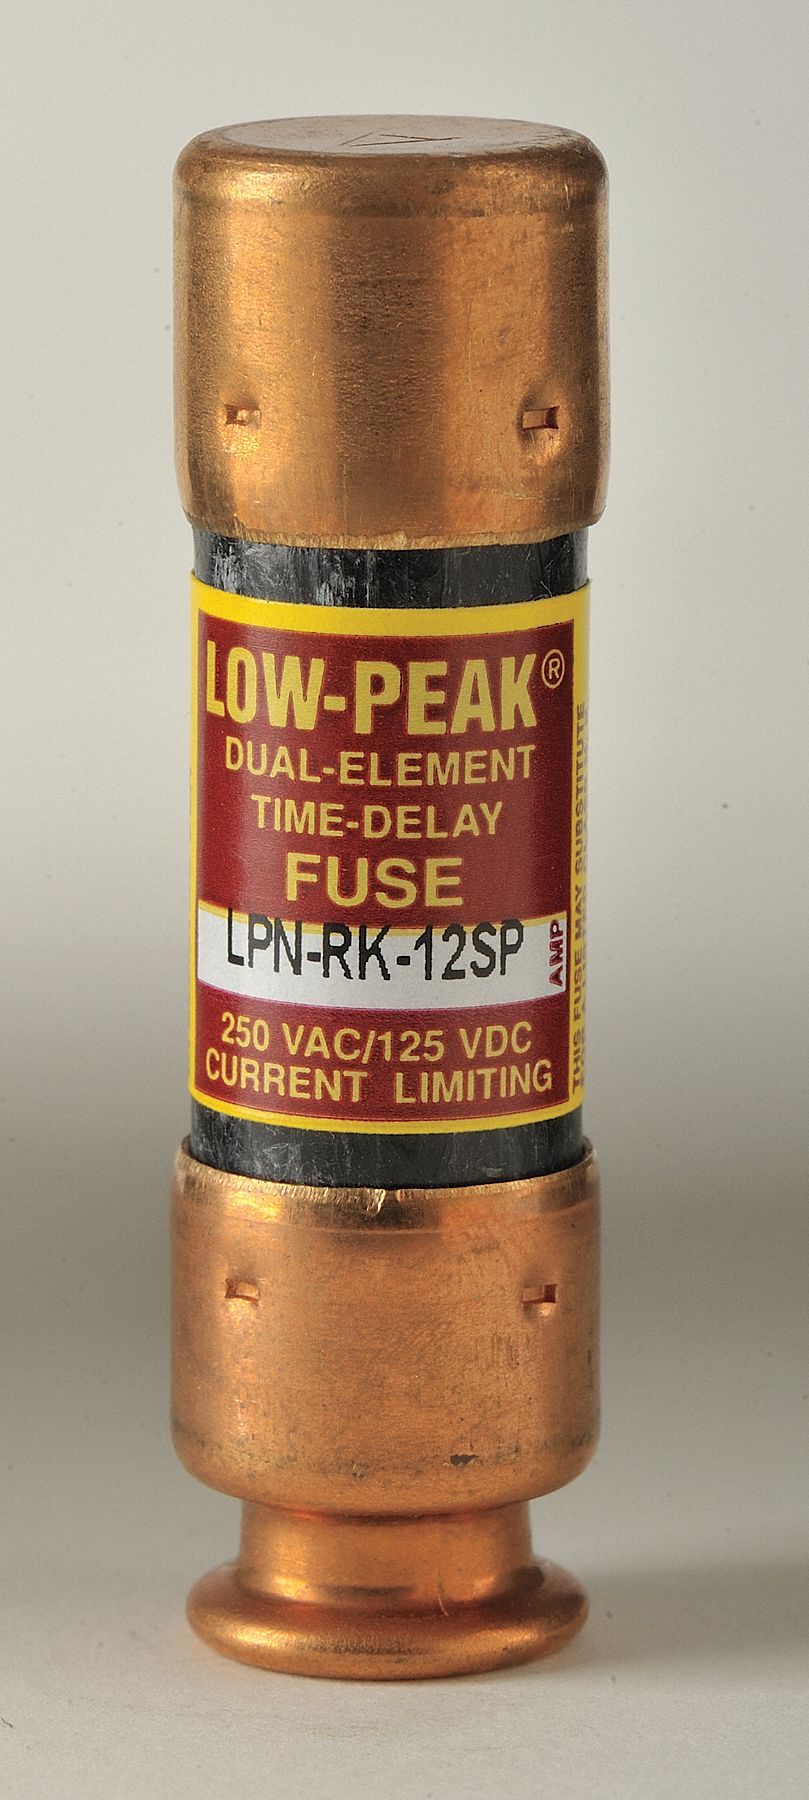 LOW-PEAK®
DUAL-ELEMENT
TIME-DELAY
FUSE
LPN-RK-12SP
AMP
250 VAC/125 VDC
CURRENT LIMITING
THIS FUSE MAY SUBSTITUTE